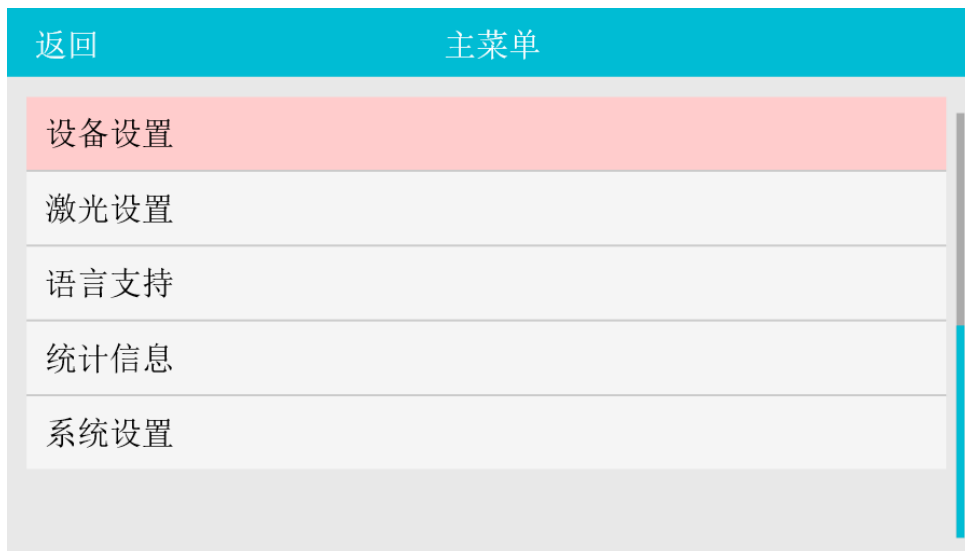 返回 主菜单
设备设置
激光设置
语言支持
统计信息
系统设置